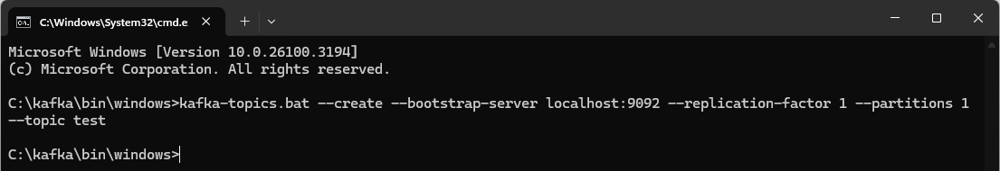 C:\Windows\System32\cmd.e:
Microsoft Windows [Version 10.0.26100.3194]
(c) Microsoft Corporation. All rights reserved.
C:\kafka\bin\windows>kafka-topics.bat --create --bootstrap-server localhost:9092 --replication-factor 1 --partitions 1
--topic test
C:\kafka\bin\windows>